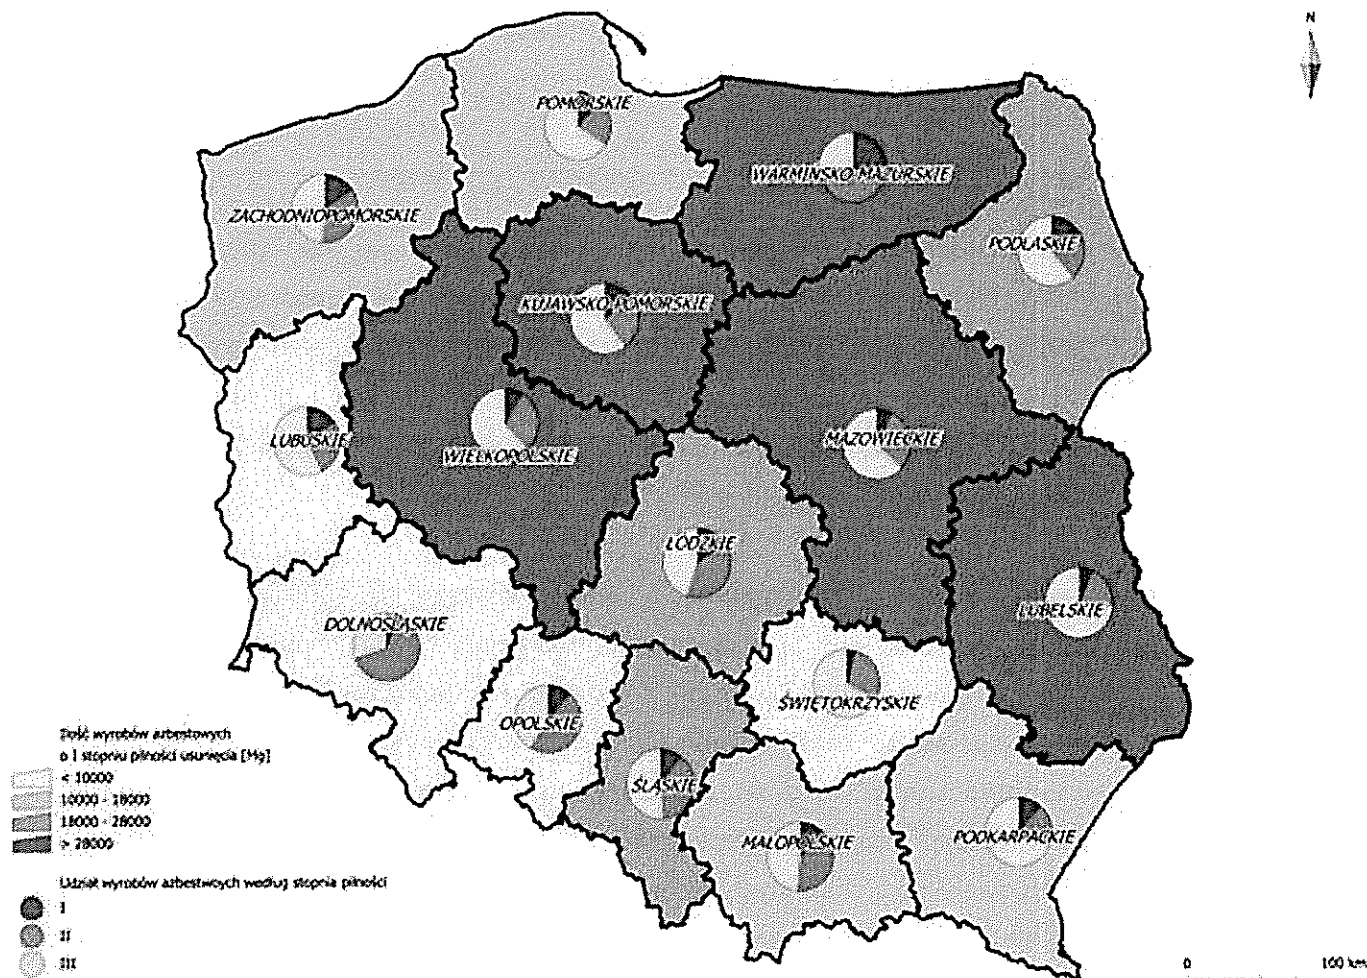 N
POMORSKIE
WARMIŃSKO-MAZURSKIE
ZACHODNIOPOMORSKIE
PODLASKIE
KUJAWSKO-POMORSKIE
LUBUSKIE
WIELKOPOLSKIE
MAZOWIECKIE
ŁÓDZKIE
LUBELSKIE
DOLNOŚLĄSKIE
ŚWIĘTOKRZYSKIE
OPOLSKIE
ŚLĄSKIE
MAŁOPOLSKIE
PODKARPACKIE
Ilość wyrobów azbestowych
o I stopniu pilności usunięcia [Mg]
< 10000
10000 - 18000
18000 - 28000
> 28000
Udział wyrobów azbestwoych według stopnia pilności
I
II
III
0 100 km